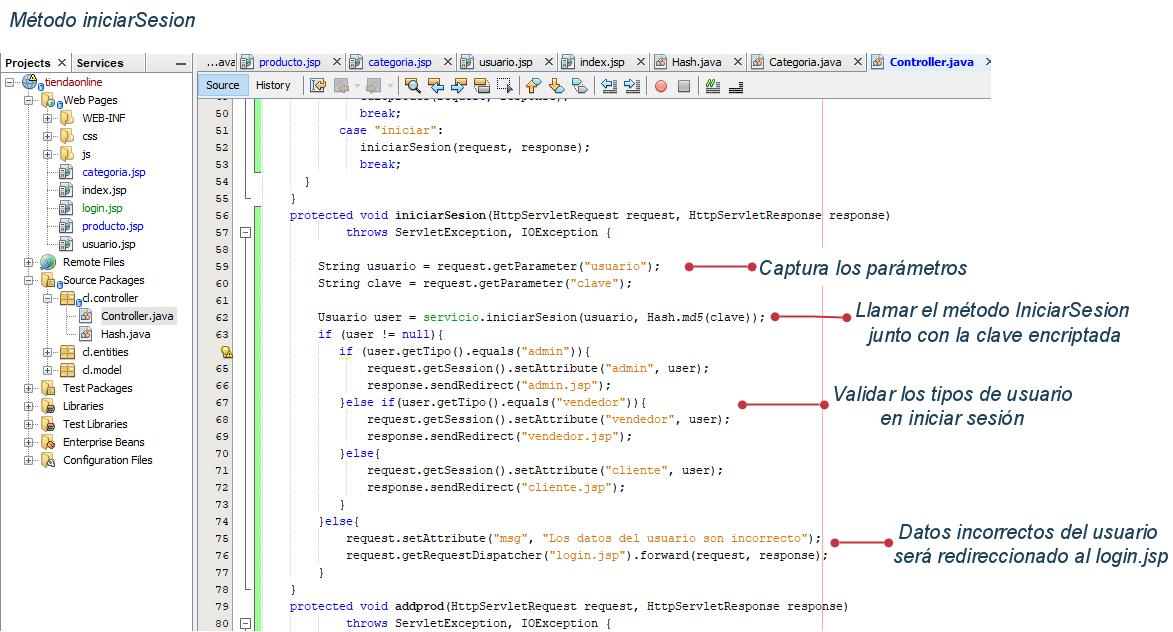 Método iniciarSesion
Projects Services
...ava producto.jsp categoria.jsp usuario.jsp index.jsp Hash.java Categoria.java Controller.java
Source History
tiendaonline
Web Pages
WEB-INF
css
js
categoria.jsp
index.jsp
login.jsp
producto.jsp
usuario.jsp
Remote Files
Source Packages
cl.controller
Controller.java
Hash.java
cl.entities
cl.model
Test Packages
Libraries
Test Libraries
Enterprise Beans
Configuration Files
50 break;
51 case "iniciar":
52 iniciarSesion(request, response);
53 break;
54 }
55 }
56 protected void iniciarSesion(HttpServletRequest request, HttpServletResponse response)
57 throws ServletException, IOException {
58
59 String usuario = request.getParameter("usuario");
60 String clave = request.getParameter("clave");
61
62 Usuario user = servicio.iniciarSesion(usuario, Hash.md5(clave));
63 if (user != null){
if (user.getTipo().equals("admin")){
65 request.getSession().setAttribute("admin", user);
66 response.sendRedirect("admin.jsp");
67 }else if(user.getTipo().equals("vendedor")){
68 request.getSession().setAttribute("vendedor", user);
69 response.sendRedirect("vendedor.jsp");
70 }else{
71 request.getSession().setAttribute("cliente", user);
72 response.sendRedirect("cliente.jsp");
73 }
74 }else{
75 request.setAttribute("msg", "Los datos del usuario son incorrecto");
76 request.getRequestDispatcher("login.jsp").forward(request, response);
77 }
78 }
79 protected void addprod(HttpServletRequest request, HttpServletResponse response)
80 throws ServletException, IOException {
Captura los parámetros
Llamar el método IniciarSesion
junto con la clave encriptada
Validar los tipos de usuario
en iniciar sesión
Datos incorrectos del usuario
será redireccionado al login.jsp